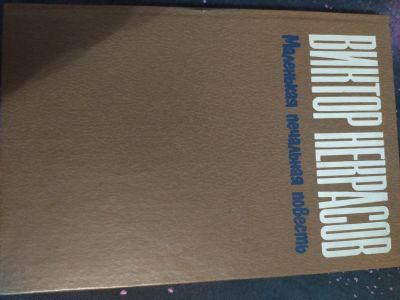 ВИКТОР НЕКРАСОВ
Маленькая печальная повесть